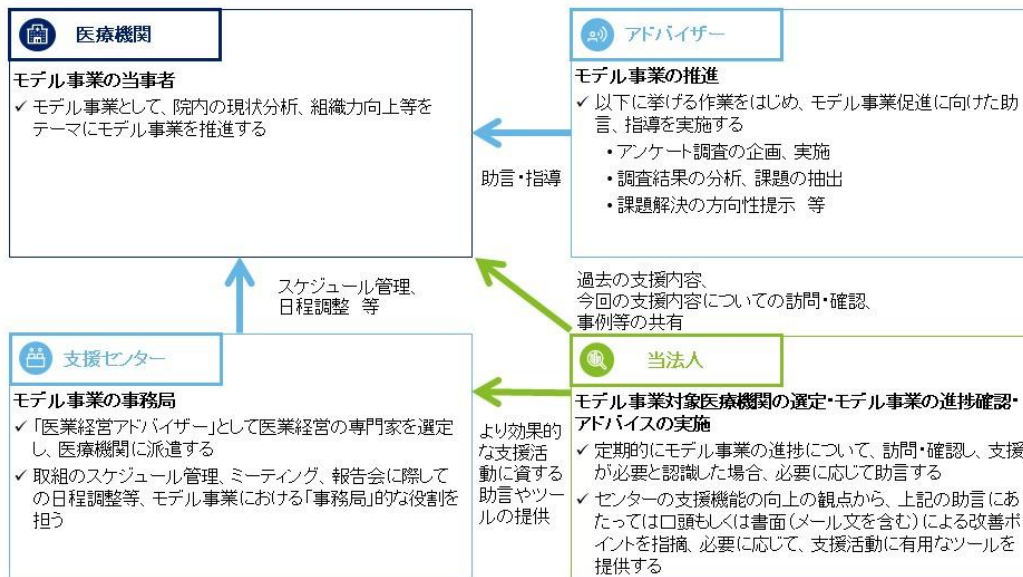 医療機関
モデル事業の当事者
✓ モデル事業として、院内の現状分析、組織力向上等を
テーマにモデル事業を推進する
アドバイザー
モデル事業の推進
✓ 以下に挙げる作業をはじめ、モデル事業促進に向けた助
言、指導を実施する
・アンケート調査の企画、実施
・調査結果の分析、課題の抽出
・課題解決の方向性提示 等
助言・指導
スケジュール管理、
日程調整 等
過去の支援内容、
今回の支援内容についての訪問・確認、
事例等の共有
支援センター
モデル事業の事務局
✓ 「医業経営アドバイザー」として医業経営の専門家を選定
し、医療機関に派遣する
✓ 取組のスケジュール管理、ミーティング、報告会に際して
の日程調整等、モデル事業における「事務局」的な役割を
担う
より効果的
な支援活
動に資する
助言やツー
ルの提供
当法人
モデル事業対象医療機関の選定・モデル事業の進捗確認・
アドバイスの実施
✓ 定期的にモデル事業の進捗について、訪問・確認し、支援
が必要と認識した場合、必要に応じて助言する
✓ センターの支援機能の向上の観点から、上記の助言にあ
たっては口頭もしくは書面(メール文を含む)による改善ポ
イントを指摘、必要に応じて、支援活動に有用なツールを
提供する